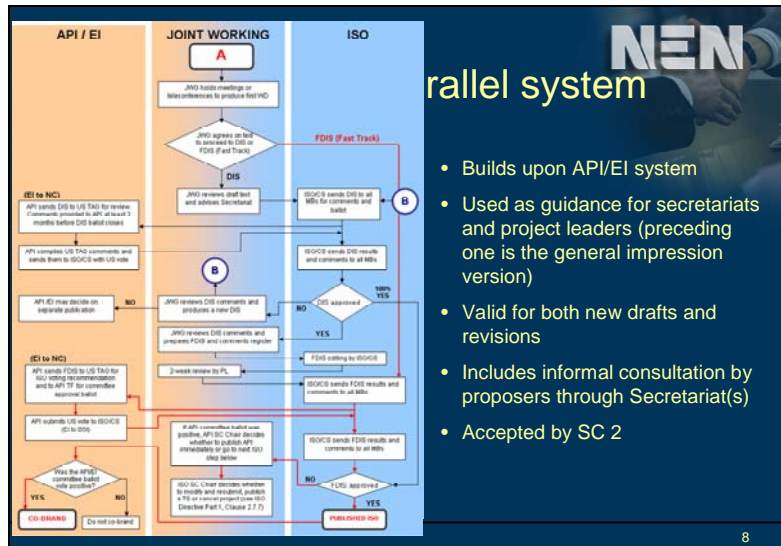 API / EI
JOINT WORKING
ISO
NEN
rallel system
A
JWG holds meetings or
teleconferences to produce first WD
JWG agrees on text
to proceed to DIS or
FDIS (Fast Track)
FDIS (Fast Track)
DIS
JWG reviews draft text
and advises Secretariat
ISO/CS sends DIS to all
MBs for comments and
ballot
B
(EI to NC)
API sends DIS to US TAG for review.
Comments provided to API at least 3
months before DIS ballot closes
API compiles US TAG comments and
sends them to ISO/CS with US vote
ISO/CS sends DIS results
and comments to all MBs
B
API /EI may decide on
separate publication
NO
JWG reviews DIS comments and
produces a new DIS
NO
DIS approved
100%
YES
YES
JWG reviews DIS comments and
prepares FDIS and comments register
FDIS editing by ISO/CS
2-week review by PL
(EI to NC)
API sends FDIS to US TAG for
ISO voting recommendation
and to API TF for committee
approval ballot
ISO/CS sends FDIS results and
comments to all MBs
API submits US vote to ISO/CS
(EI to BSI)
If API committee ballot was
positive, API SC Chair decides
whether to publish API
immediately or go to next ISO
step below
ISO/CS sends FDIS results and
comments to all MBs
Was the API/EI
committee ballot
vote positive?
YES
NO
ISO SC Chair decides whether
to modify and resubmit, publish
a TS or cancel project (see ISO
Directive Part 1, Clause 2.7.7)
NO
FDIS approved
YES
CO-BRAND
Do not co-brand
PUBLISHED ISO
• Builds upon API/EI system
• Used as guidance for secretariats
and project leaders (preceding
one is the general impression
version)
• Valid for both new drafts and
revisions
• Includes informal consultation by
proposers through Secretariat(s)
• Accepted by SC 2
8